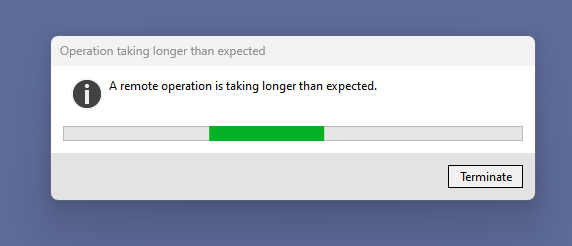 Operation taking longer than expected
A remote operation is taking longer than expected.
Terminate